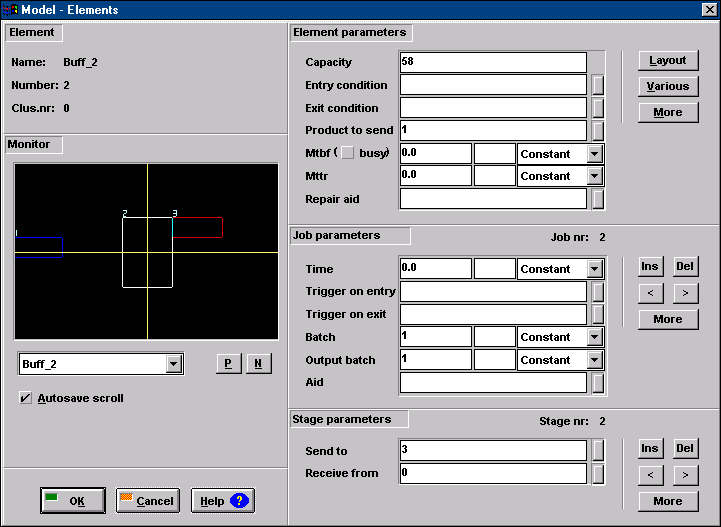 Model - Elements
Element
Name: Buff_2
Number: 2
Clus.nr: 0
Monitor
1
2
3
Buff_2
P N
Autosave scroll
OK Cancel Help ?
Element parameters
Capacity 58
Entry condition
Exit condition
Product to send 1
Mtbf ( busy) 0.0 Constant
Mttr 0.0 Constant
Repair aid
Layout
Various
More
Job parameters Job nr: 2
Time 0.0 Constant
Trigger on entry
Trigger on exit
Batch 1 Constant
Output batch 1 Constant
Aid
Ins Del
< >
More
Stage parameters Stage nr: 2
Send to 3
Receive from 0
Ins Del
< >
More